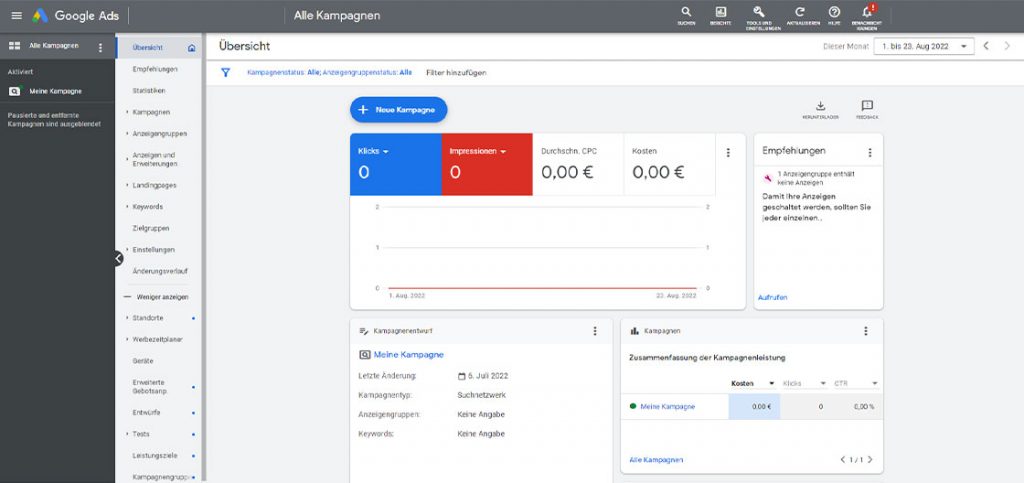 Google Ads
Alle Kampagnen
SUCHEN
BERICHTE
TOOLS UND
EINSTELLUNGEN
AKTUALISIEREN
HILFE
BENACHRICHT
IGUNGEN
Alle Kampagnen
Aktiviert
Meine Kampagne
Pausierte und entfernte
Kampagnen sind ausgeblendet
Übersicht
Empfehlungen
Statistiken
Kampagnen
Anzeigengruppen
Anzeigen und
Erweiterungen
Landingpages
Keywords
Zielgruppen
Einstellungen
Änderungsverlauf
Weniger anzeigen
Standorte
Werbezeitplaner
Geräte
Erweiterte
Gebotsanp.
Entwürfe
Tests
Leistungsziele
Kampagnengrupp
Übersicht
Dieser Monat
1. bis 23. Aug 2022
Kampagnenstatus: Alle; Anzeigengruppenstatus: Alle
Filter hinzufügen
+ Neue Kampagne
HERUNTERLADEN
FEEDBACK
Klicks
0
Impressionen
0
Durchschn. CPC
0,00 €
Kosten
0,00 €
2
2
1
1
0
0
1. Aug. 2022
23. Aug. 2022
Empfehlungen
1 Anzeigengruppe enthält
keine Anzeigen
Damit Ihre Anzeigen
geschaltet werden, sollten Sie
jeder einzelnen..
Aufrufen
Kampagnenentwurf
Meine Kampagne
Letzte Änderung: 6. Juli 2022
Kampagnentyp: Suchnetzwerk
Anzeigengruppen: Keine Angabe
Keywords: Keine Angabe
Kampagnen
Zusammenfassung der Kampagnenleistung
Kosten Klicks CTR
Meine Kampagne 0,00 € 0 0,00 %
Alle Kampagnen
1 / 1